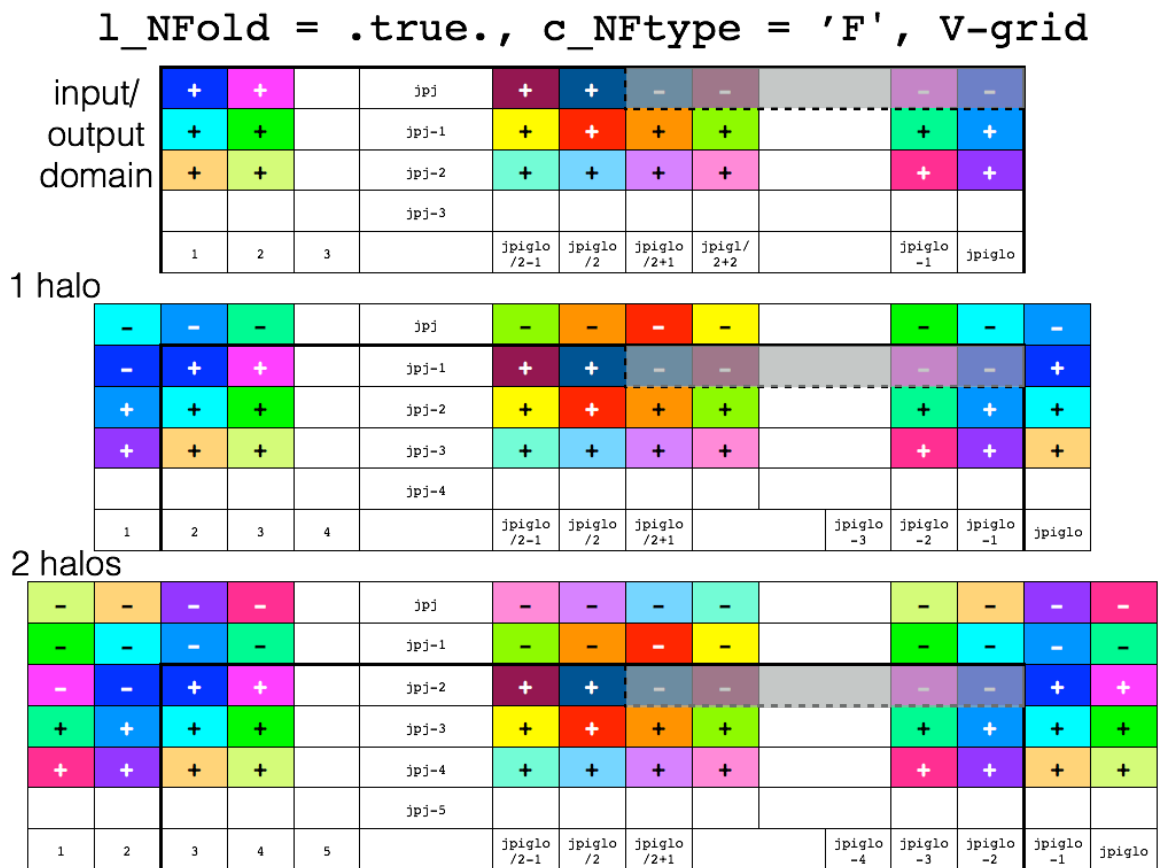 l_NFold = .true., c_NFtype = 'F', V-grid
input/
output
domain
+ + jpj + + - - - -
+ + jpj-1 + + + + + +
+ + jpj-2 + + + + + +
jpj-3
1 2 3 jpiglo/2-1 jpiglo/2 jpiglo/2+1 jpigl/2+2 jpiglo-1 jpiglo
1 halo
- - - jpj - - - - - - -
- + + jpj-1 + + - - - - +
+ + + jpj-2 + + + + + + +
+ + + jpj-3 + + + + + + +
jpj-4
1 2 3 4 jpiglo/2-1 jpiglo/2 jpiglo/2+1 jpiglo-3 jpiglo-2 jpiglo-1 jpiglo
2 halos
- - - - jpj - - - - - - - -
- - - - jpj-1 - - - - - - - -
- - + + jpj-2 + + - - - - + +
+ + + + jpj-3 + + + + + + + +
+ + + + jpj-4 + + + + + + + +
jpj-5
1 2 3 4 5 jpiglo/2-1 jpiglo/2 jpiglo/2+1 jpiglo-4 jpiglo-3 jpiglo-2 jpiglo-1 jpiglo